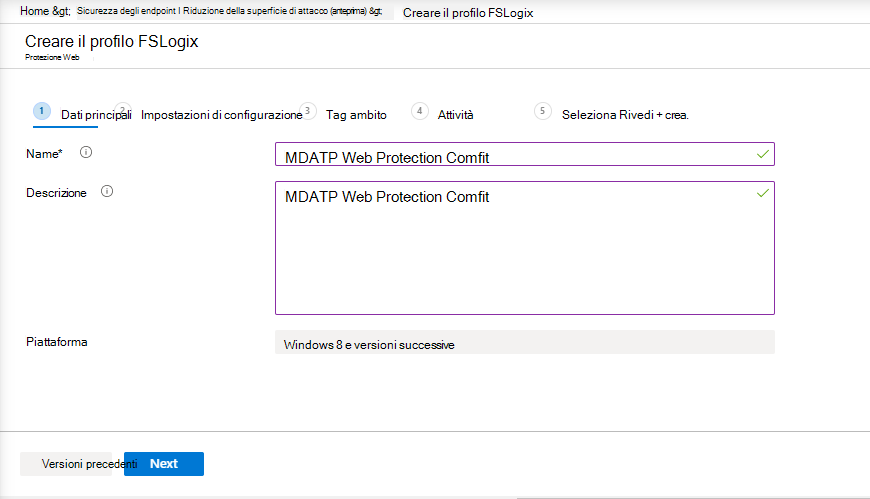 Home &gt; Sicurezza degli endpoint I Riduzione della superficie di attacco (anteprima) &gt; Creare il profilo FSLogix
Creare il profilo FSLogix
Protezione Web
1 Dati principali 2 Impostazioni di configurazione 3 Tag ambito 4 Attività 5 Seleziona Rivedi + crea.
Name* MDATP Web Protection Comfit
Descrizione MDATP Web Protection Comfit
Piattaforma Windows 8 e versioni successive
Versioni precedenti Next